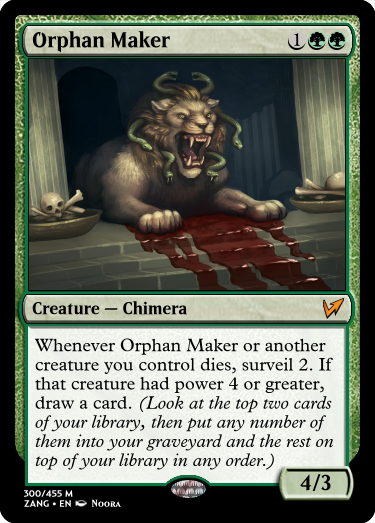 Orphan Maker 1
Creature — Chimera
Whenever Orphan Maker or another
creature you control dies, surveil 2. If
that creature had power 4 or greater,
draw a card. (Look at the top two cards
of your library, then put any number of
them into your graveyard and the rest on
top of your library in any order.)
4/3
300/455 M
ZANG • EN Noora